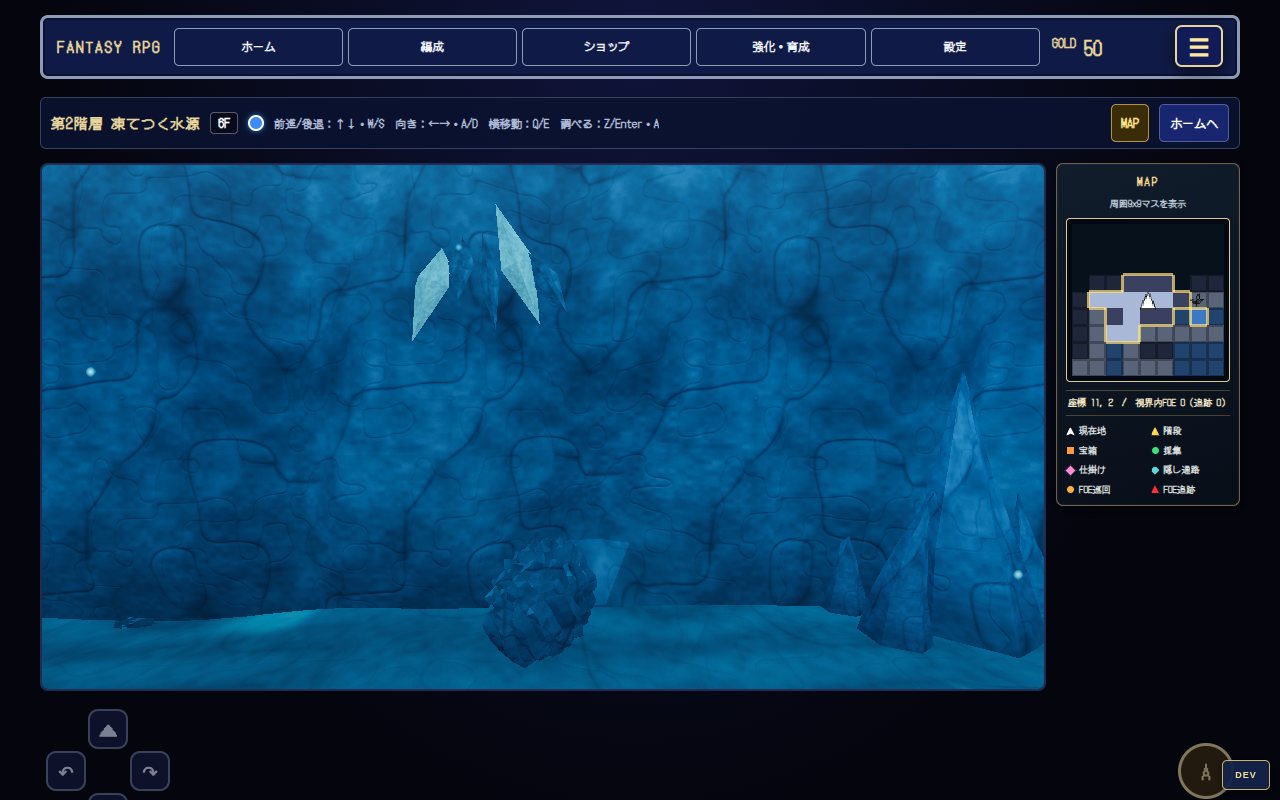 FANTASY RPG
ホーム
編成
ショップ
強化・育成
設定
GOLD 50
第2階層 凍てつく水源
6F
前進/後退：↑↓・W/S 向き：←→・A/D 横移動：Q/E 調べる：Z/Enter・A
MAP
ホームへ
MAP
周囲9x9マスを表示
座標 11, 2 / 視界内FOE 0 (追跡 0)
現在地
階段
宝箱
採集
仕掛け
隠し通路
FOE巡回
FOE追跡
A
DEV